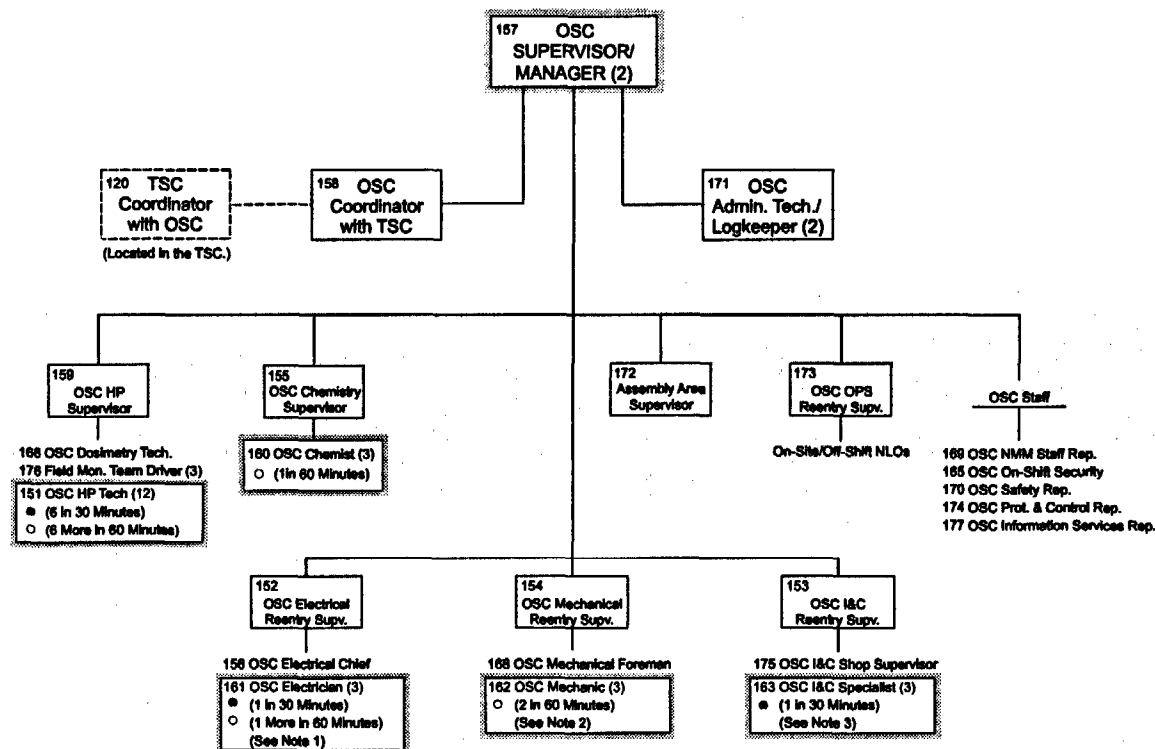 157 OSC
SUPERVISOR/
MANAGER (2)
120 TSC
Coordinator
with OSC
(Located in the TSC.)
158 OSC
Coordinator
with TSC
171 OSC
Admin. Tech./
Logkeeper (2)
159
OSC HP
Supervisor
155
OSC Chemistry
Supervisor
172
Assembly Area
Supervisor
173
OSC OPS
Reentry Supv.
OSC Staff
166 OSC Dosimetry Tech.
176 Field Mon. Team Driver (3)
151 OSC HP Tech (12)
(6 in 30 Minutes)
(6 More in 60 Minutes)
160 OSC Chemist (3)
(1in 60 Minutes)
On-Site/Off-Shift NLOs
169 OSC NMM Staff Rep.
165 OSC On-Shift Security
170 OSC Safety Rep.
174 OSC Prot. & Control Rep.
177 OSC Information Services Rep.
152
OSC Electrical
Reentry Supv.
154
OSC Mechanical
Reentry Supv.
153
OSC I&C
Reentry Supv.
156 OSC Electrical Chief
161 OSC Electrician (3)
(1 in 30 Minutes)
(1 More in 60 Minutes)
(See Note 1)
168 OSC Mechanical Foremen
162 OSC Mechanic (3)
(2 in 60 Minutes)
(See Note 2)
175 OSC I&C Shop Supervisor
163 OSC I&C Specialist (3)
(1 in 30 Minutes)
(See Note 3)